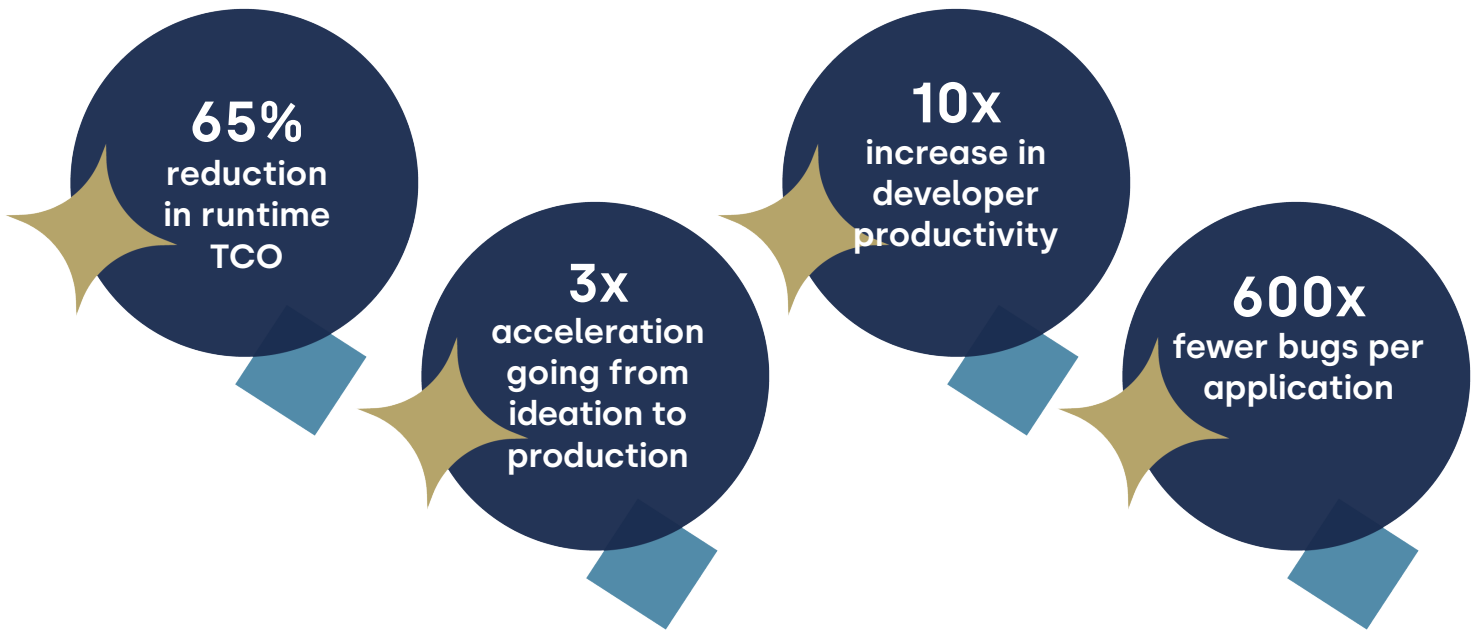 65%
reduction
in runtime
TCO
3x
acceleration
going from
ideation to
production
10x
increase in
developer
productivity
600x
fewer bugs per
application